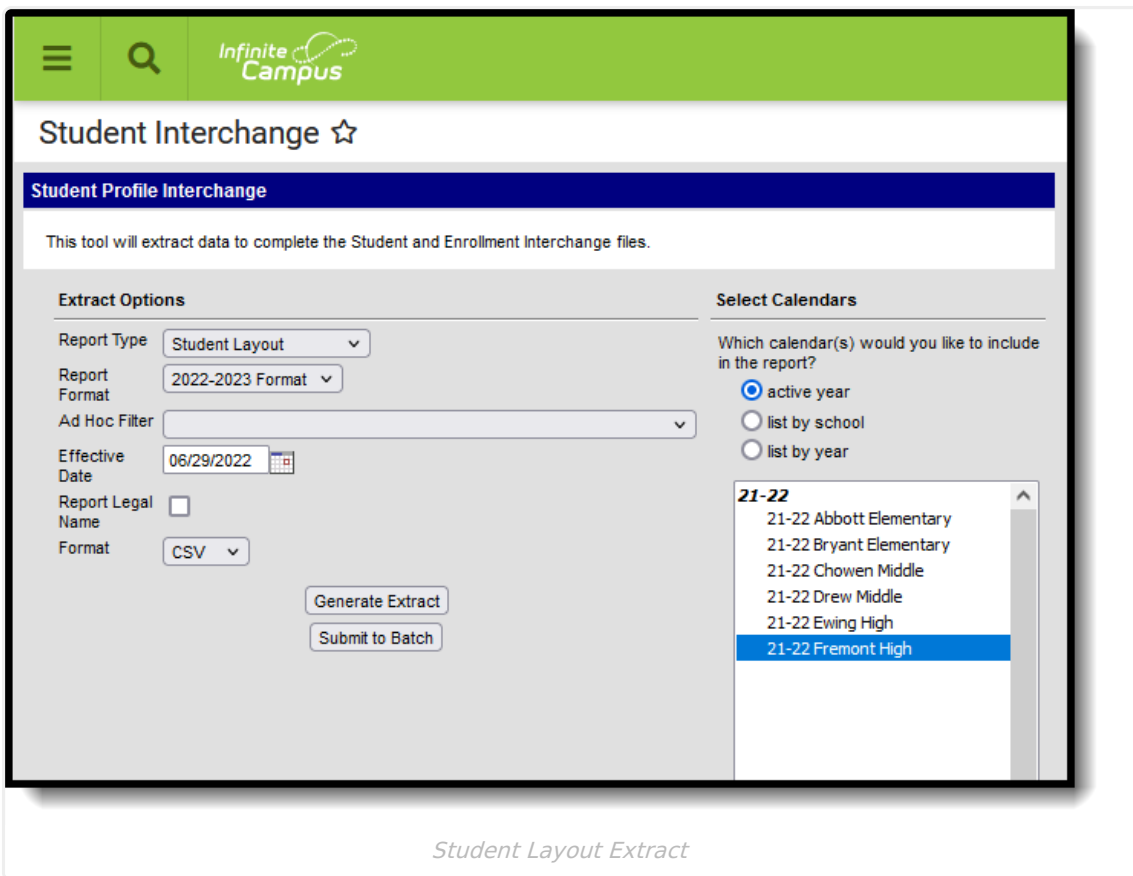 Infinite
Campus
Student Interchange
Student Profile Interchange
This tool will extract data to complete the Student and Enrollment Interchange files.
Extract Options
Report Type
Student Layout
Report
Format
2022-2023 Format
Ad Hoc Filter
Effective
Date
06/29/2022
Report Legal
Name
Format
CSV
Generate Extract
Submit to Batch
Select Calendars
Which calendar(s) would you like to include
in the report?
active year
list by school
list by year
21-22
21-22 Abbott Elementary
21-22 Bryant Elementary
21-22 Chowen Middle
21-22 Drew Middle
21-22 Ewing High
21-22 Fremont High
Student Layout Extract